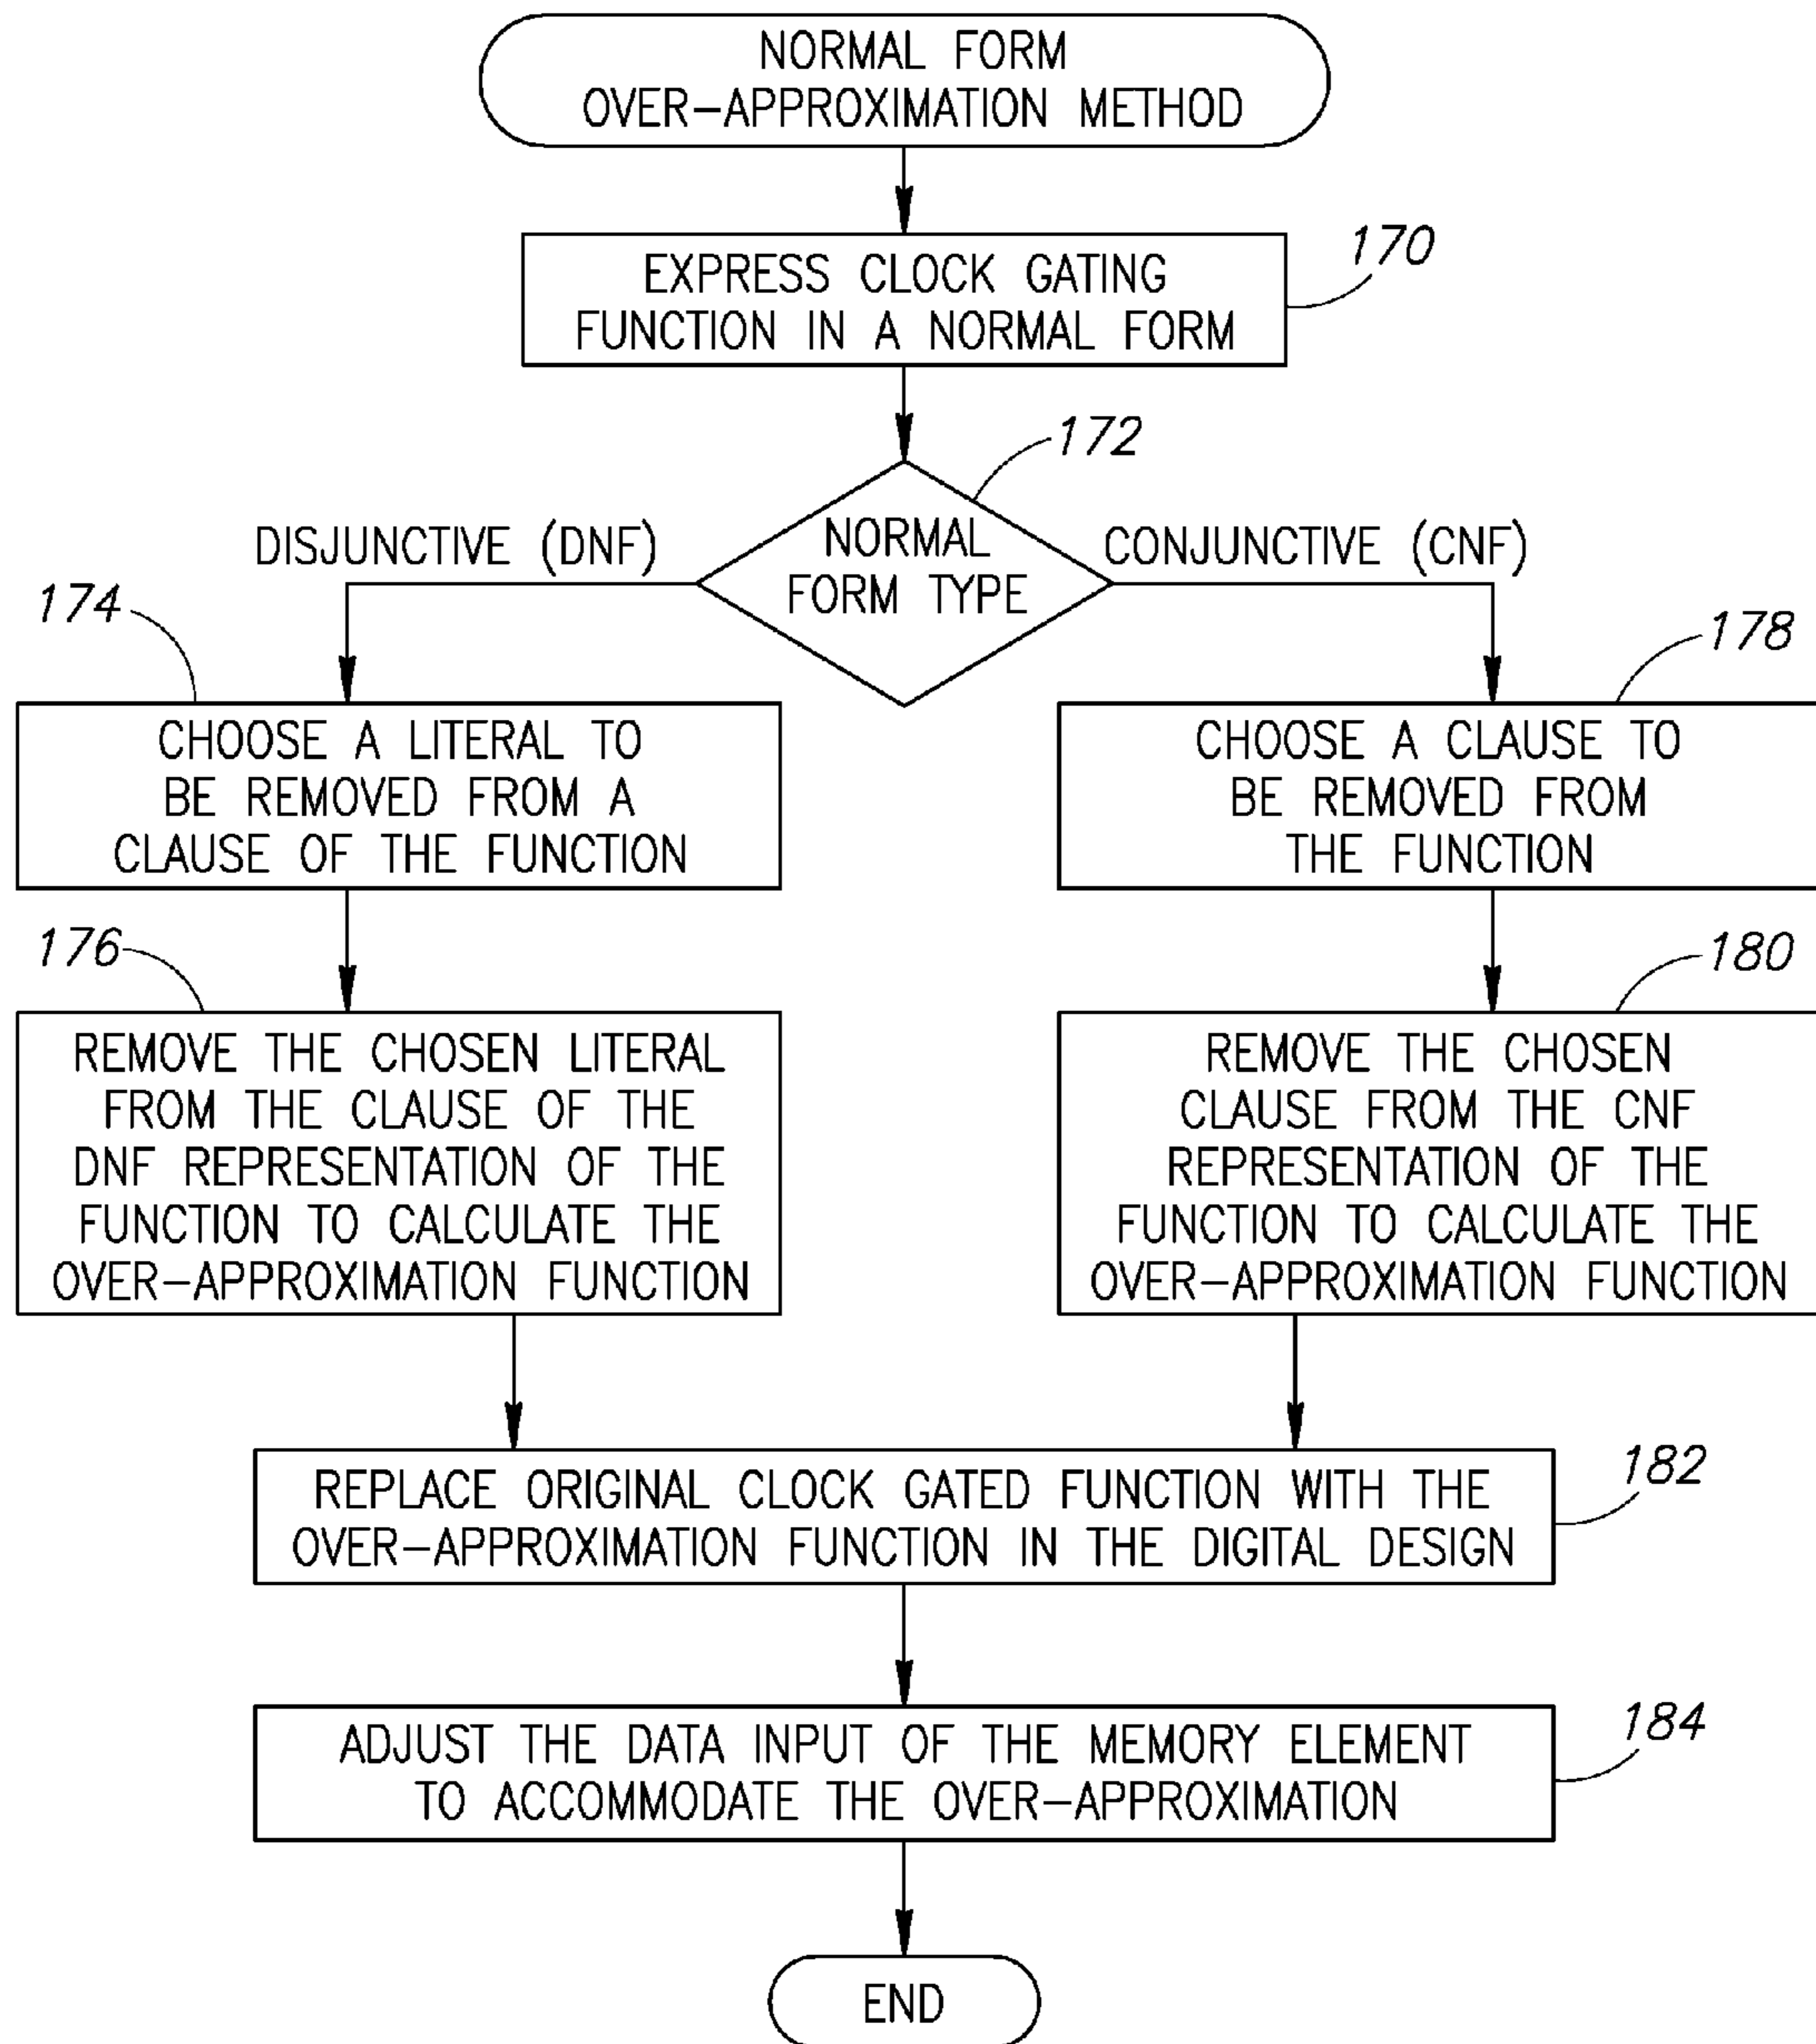 NORMAL FORM
OVER-APPROXIMATION METHOD
EXPRESS CLOCK GATING
FUNCTION IN A NORMAL FORM
170
172
NORMAL
FORM TYPE
DISJUNCTIVE (DNF)
CONJUNCTIVE (CNF)
174
CHOOSE A LITERAL TO
BE REMOVED FROM A
CLAUSE OF THE FUNCTION
178
CHOOSE A CLAUSE TO
BE REMOVED FROM
THE FUNCTION
176
REMOVE THE CHOSEN LITERAL
FROM THE CLAUSE OF THE
DNF REPRESENTATION OF THE
FUNCTION TO CALCULATE THE
OVER-APPROXIMATION FUNCTION
180
REMOVE THE CHOSEN
CLAUSE FROM THE CNF
REPRESENTATION OF THE
FUNCTION TO CALCULATE THE
OVER-APPROXIMATION FUNCTION
182
REPLACE ORIGINAL CLOCK GATED FUNCTION WITH THE
OVER-APPROXIMATION FUNCTION IN THE DIGITAL DESIGN
184
ADJUST THE DATA INPUT OF THE MEMORY ELEMENT
TO ACCOMMODATE THE OVER-APPROXIMATION
END